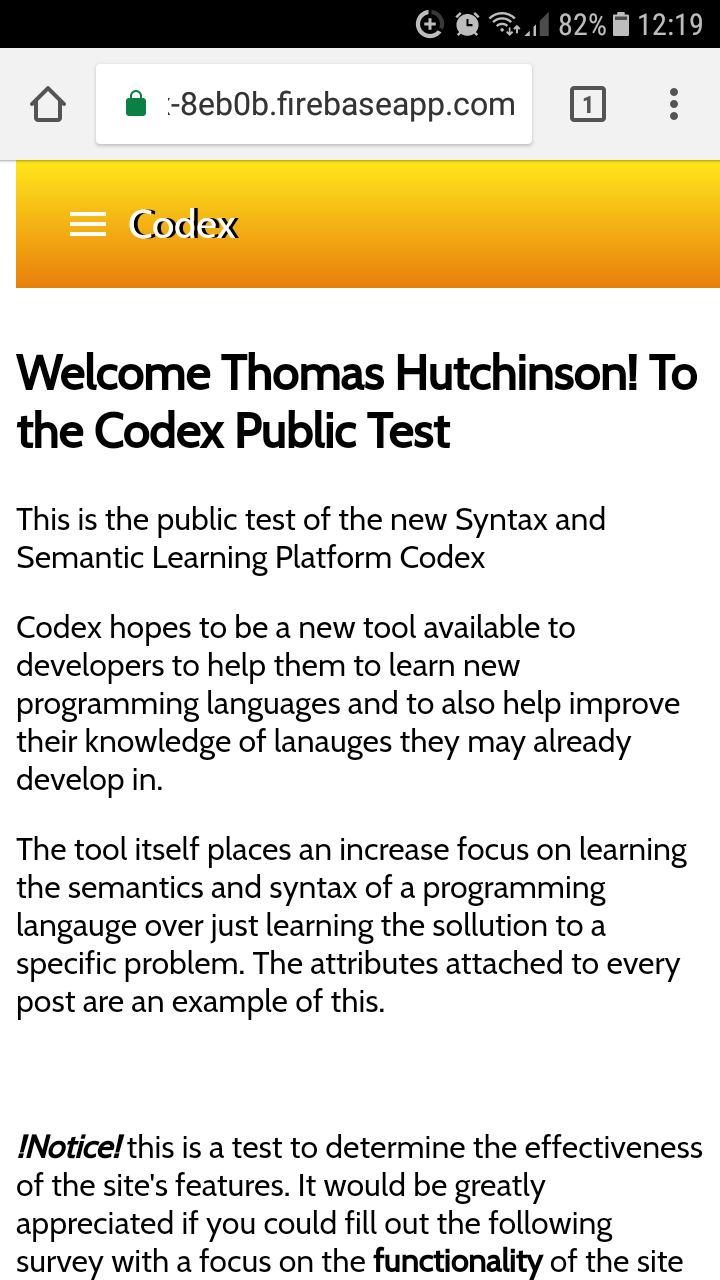 82% 12:19
-8eb0b.firebaseapp.com 1
Codex
Welcome Thomas Hutchinson! To
the Codex Public Test
This is the public test of the new Syntax and
Semantic Learning Platform Codex
Codex hopes to be a new tool available to
developers to help them to learn new
programming languages and to also help improve
their knowledge of lanauges they may already
develop in.
The tool itself places an increase focus on learning
the semantics and syntax of a programming
langauge over just learning the sollution to a
specific problem. The attributes attached to every
post are an example of this.
!Notice! this is a test to determine the effectiveness
of the site's features. It would be greatly
appreciated if you could fill out the following
survey with a focus on the functionality of the site